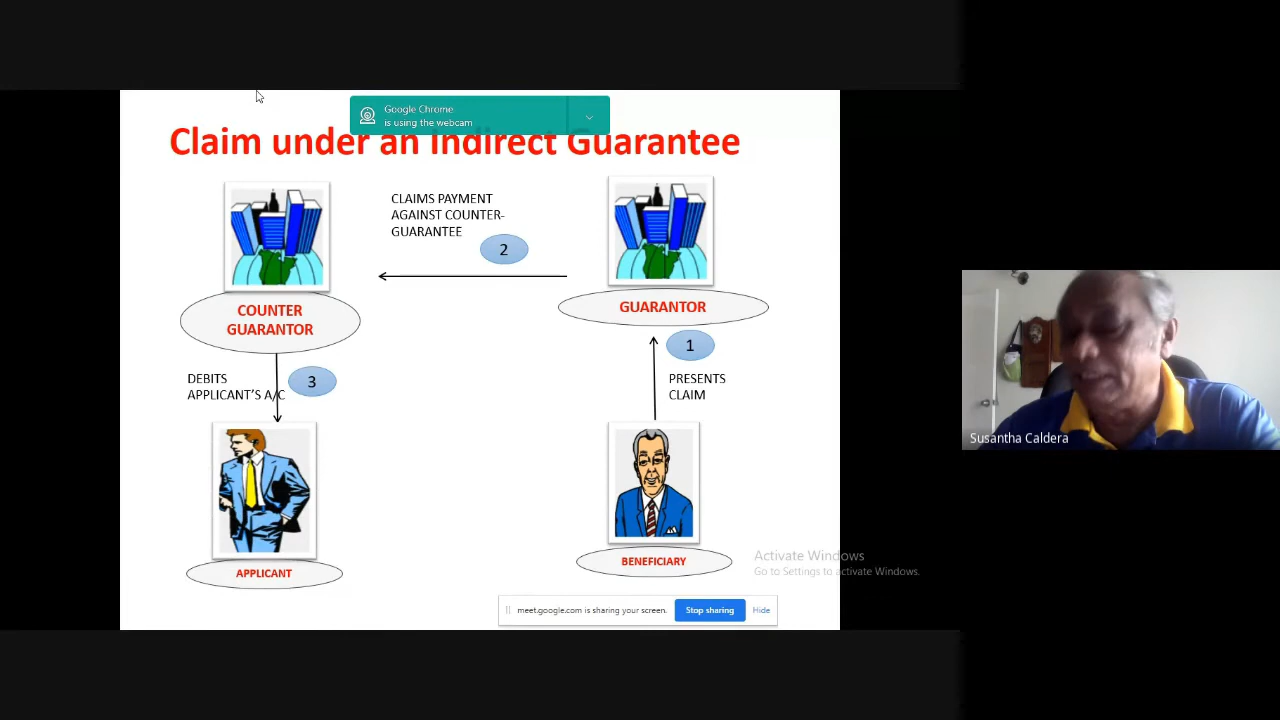 Google Chrome
is using the webcam
Claim under an Indirect Guarantee
CLAIMS PAYMENT
AGAINST COUNTER-
GUARANTEE
2
COUNTER
GUARANTOR
GUARANTOR
1
DEBITS
APPLICANT'S A/C
3
PRESENTS
CLAIM
Susantha Caldera
APPLICANT
BENEFICIARY
Activate Windows
Go to Settings to activate Windows.
meet.google.com is sharing your screen.
Stop sharing
Hide